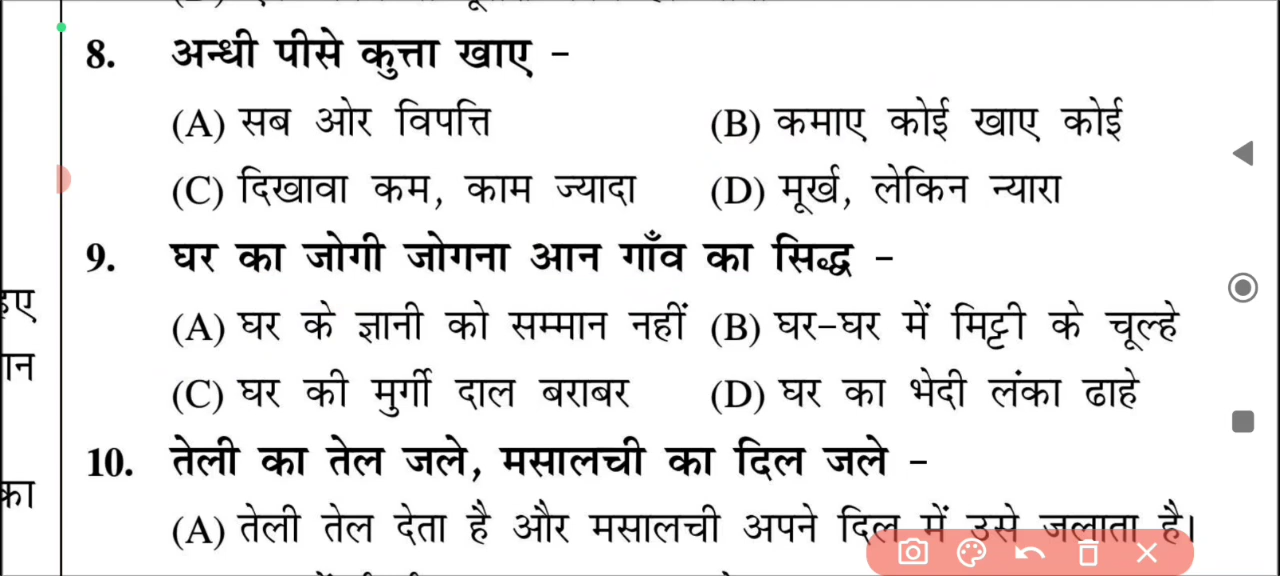 8. अन्धी पीसे कुत्ता खाए -
(A) सब ओर विपत्ति (B) कमाए कोई खाए कोई
(C) दिखावा कम, काम ज्यादा (D) मूर्ख, लेकिन न्यारा
9. घर का जोगी जोगना आन गाँव का सिद्ध -
(A) घर के ज्ञानी को सम्मान नहीं (B) घर-घर में मिट्टी के चूल्हे
(C) घर की मुर्गी दाल बराबर (D) घर का भेदी लंका ढाहे
10. तेली का तेल जले, मसालची का दिल जले -
का
(A) तेली तेल देता है और मसालची अपने दिल में उसे जलाता है।